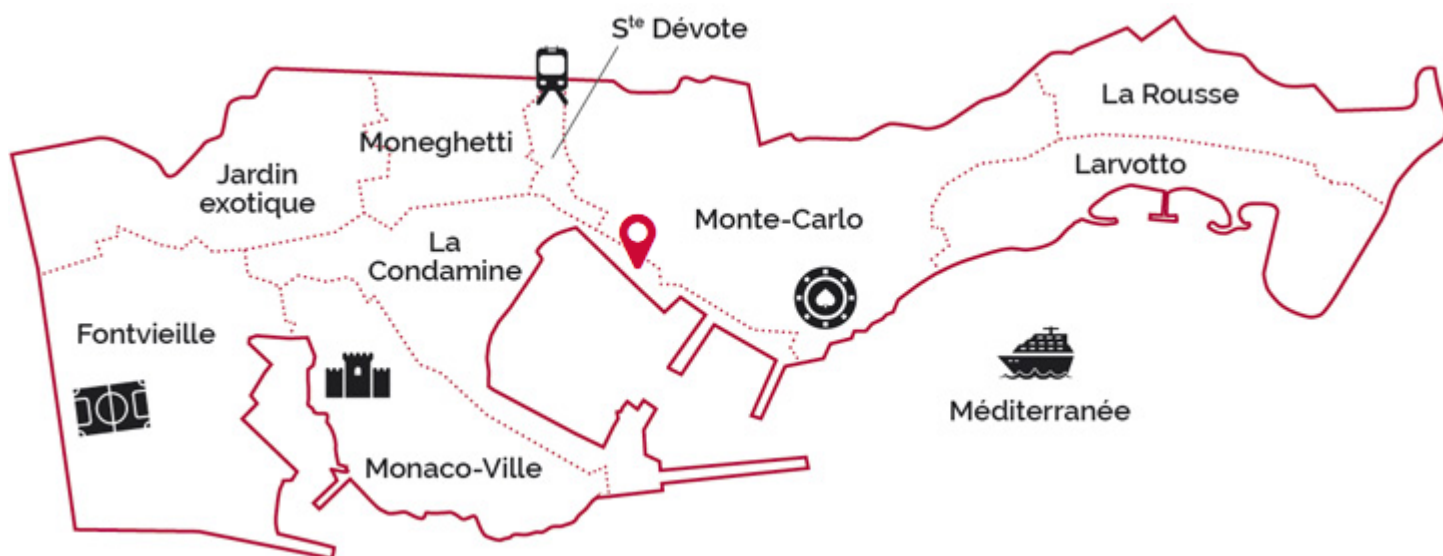 Sᵗᵉ Dévote
La Rousse
Moneghetti
Larvotto
Jardin
exotique
Monte-Carlo
La
Condamine
Fontvieille
Méditerranée
Monaco-Ville